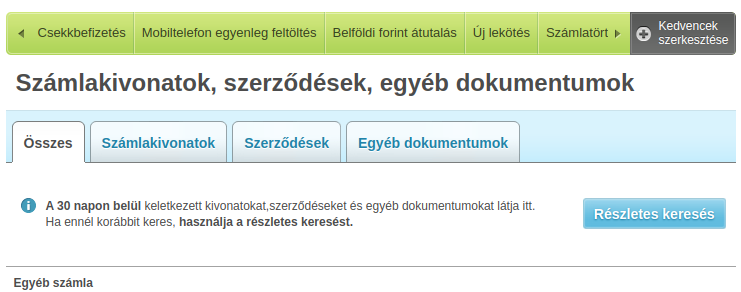 Csekkbefizetés Mobiltelefon egyenleg feltöltés Belföldi forint átutalás Új lekötés Számlatört Kedvencek szerkesztése
Számlakivonatok, szerződések, egyéb dokumentumok
Összes Számlakivonatok Szerződések Egyéb dokumentumok
A 30 napon belül keletkezett kivonatokat,szerződéseket és egyéb dokumentumokat látja itt.
Ha ennél korábbit keres, használja a részletes keresést.
Részletes keresés
Egyéb számla